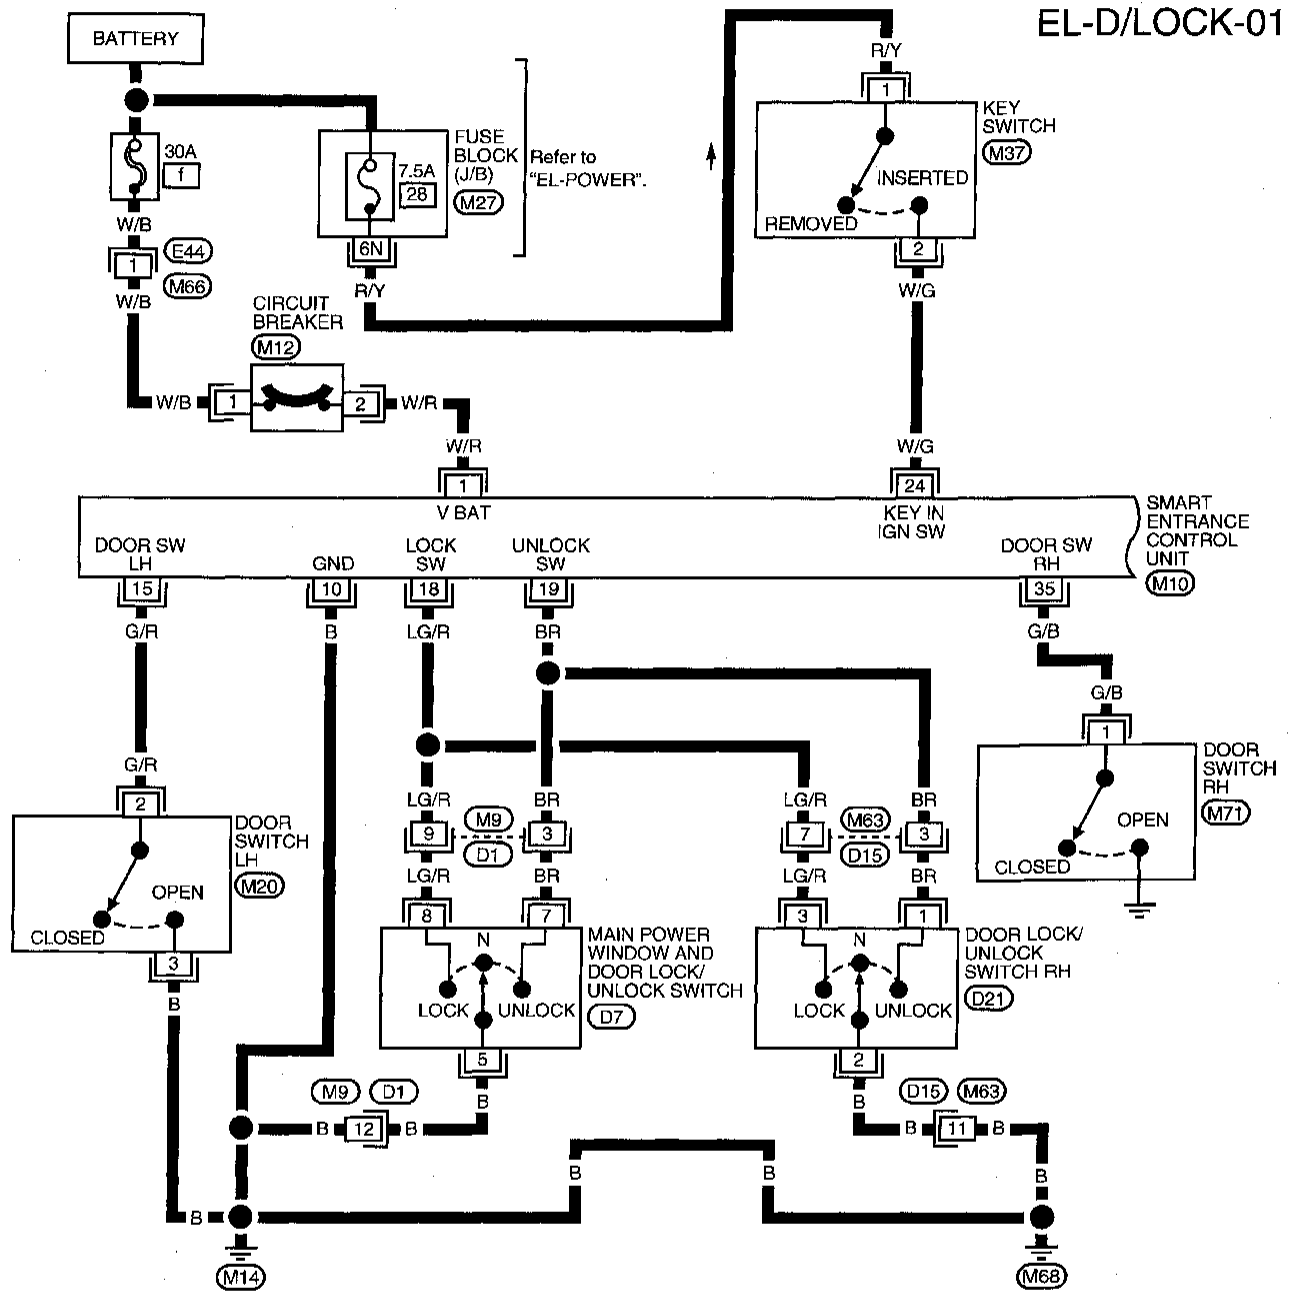 EL-D/LOCK-01
BATTERY
R/Y
1
KEY
SWITCH
M37
INSERTED
REMOVED
2
W/G
30A
f
FUSE
BLOCK
(J/B)
M27
7.5A
28
Refer to
"EL-POWER".
6N
R/Y
W/B
1
E44
M66
W/B
CIRCUIT
BREAKER
M12
W/B
1
2
W/R
W/R
W/G
1
24
V BAT
KEY IN
IGN SW
SMART
ENTRANCE
CONTROL
UNIT
M10
DOOR SW
LH
GND
LOCK
SW
UNLOCK
SW
DOOR SW
RH
15
10
18
19
35
G/R
B
LG/R
BR
G/B
G/B
1
DOOR
SWITCH
RH
M71
OPEN
CLOSED
G/R
2
DOOR
SWITCH
LH
M20
OPEN
CLOSED
3
B
LG/R
BR
LG/R
BR
9
M9
D1
3
7
M63
D15
3
LG/R
BR
LG/R
BR
8
7
3
1
N
LOCK
UNLOCK
MAIN POWER
WINDOW AND
DOOR LOCK/
UNLOCK SWITCH
D7
5
N
LOCK
UNLOCK
DOOR LOCK/
UNLOCK
SWITCH RH
D21
2
M9
D1
B
B
12
B
B
D15
M63
B
11
B
B
B
B
B
M14
M68